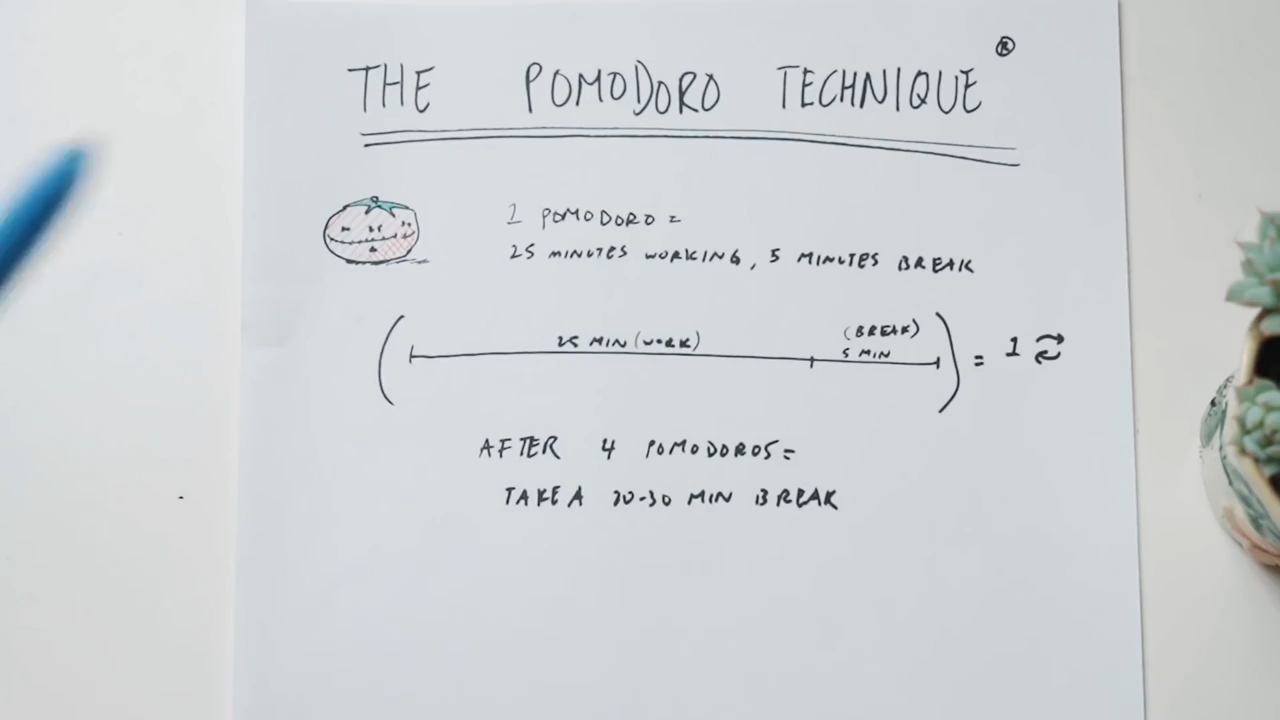 THE POMODORO TECHNIQUE ®
1 POMODORO =
25 MINUTES WORKING, 5 MINUTES BREAK
25 MIN (WORK)
(BREAK)
5 MIN
= 1
AFTER 4 POMODOROS =
TAKE A 20-30 MIN BREAK